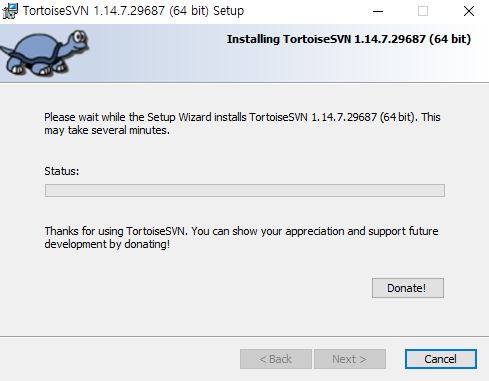 TortoiseSVN 1.14.7.29687 (64 bit) Setup
Installing TortoiseSVN 1.14.7.29687 (64 bit)
Please wait while the Setup Wizard installs TortoiseSVN 1.14.7.29687 (64 bit). This
may take several minutes.
Status:
Thanks for using TortoiseSVN. You can show your appreciation and support future
development by donating!
Donate!
< Back
Next >
Cancel